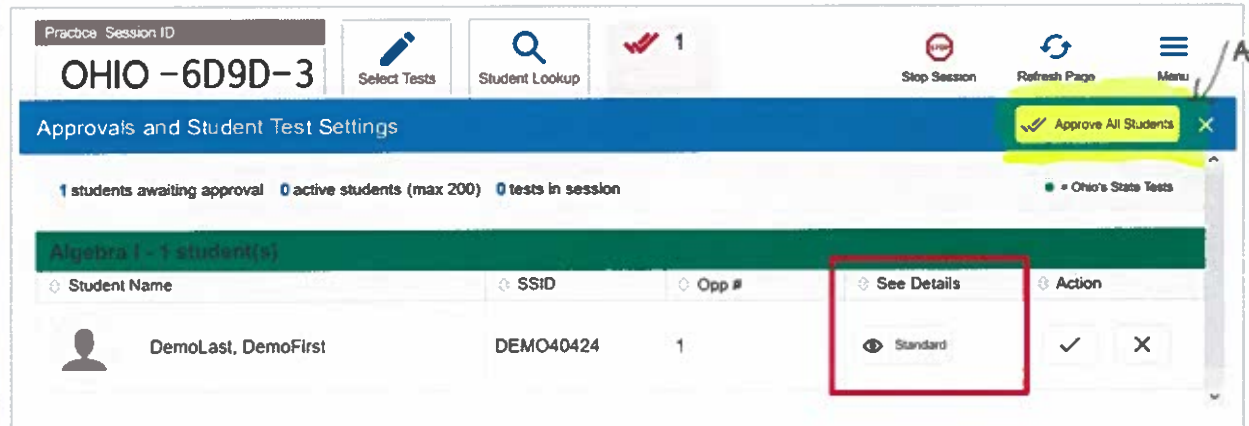 Practice Session ID
OHIO -6D9D-3
Select Tests
Student Lookup
1
STOP
Stop Session
Refresh Page
Menu
A
Approvals and Student Test Settings
Approve All Students
1 students awaiting approval 0 active students (max 200) 0 tests in session
= Ohio's State Tests
Algebra I - 1 student(s)
Student Name SSID Opp # See Details Action
DemoLast, DemoFirst DEMO40424 1 Standard